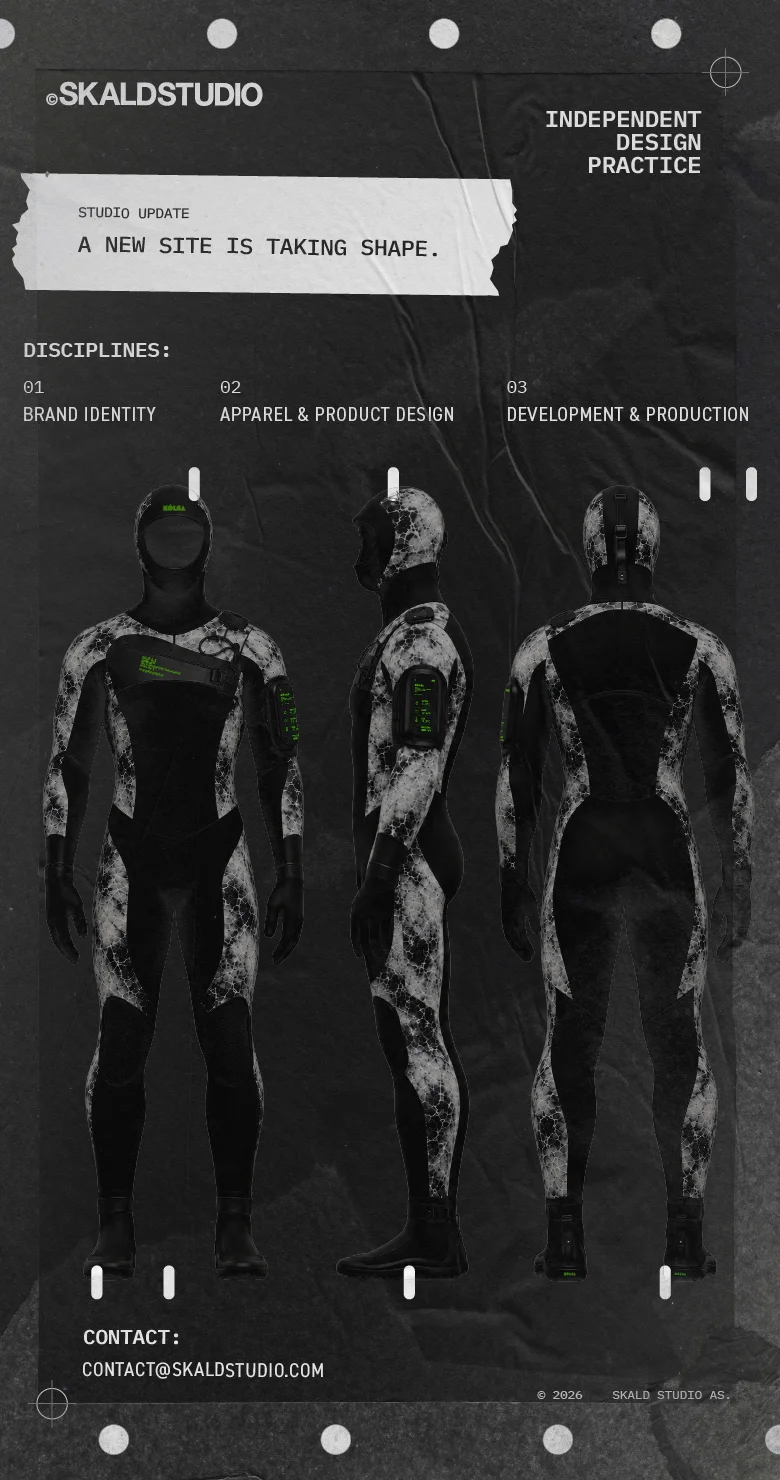 ©SKALDSTUDIO
INDEPENDENT
DESIGN
PRACTICE
STUDIO UPDATE
A NEW SITE IS TAKING SHAPE.
DISCIPLINES:
01
BRAND IDENTITY
02
APPAREL & PRODUCT DESIGN
03
DEVELOPMENT & PRODUCTION
CONTACT:
CONTACT@SKALDSTUDIO.COM
© 2026 SKALD STUDIO AS.